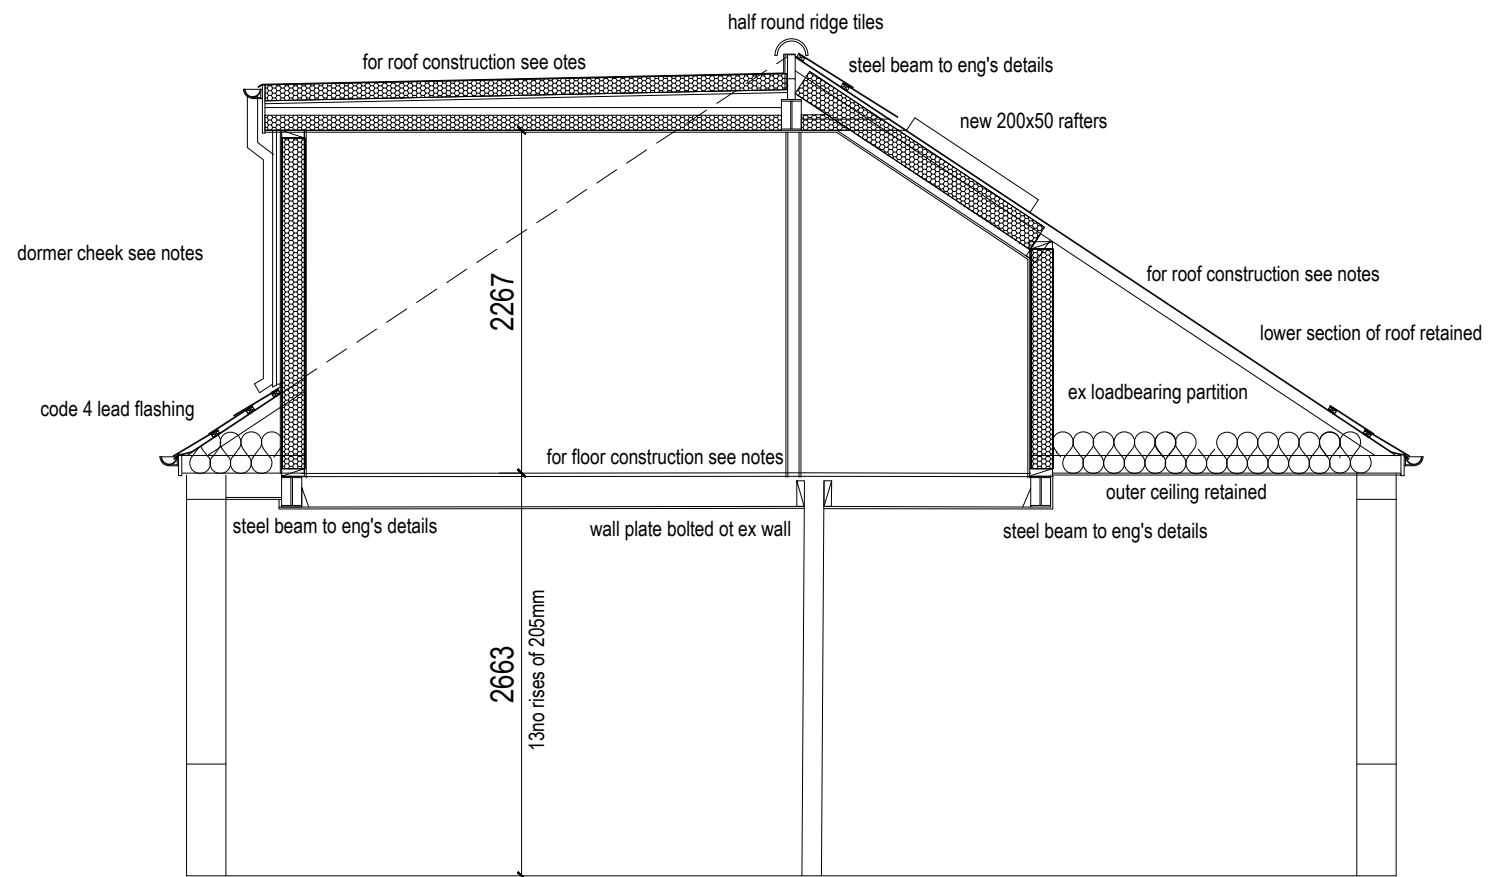 half round ridge tiles
for roof construction see otes
steel beam to eng's details
new 200x50 rafters
dormer cheek see notes
2267
for roof construction see notes
lower section of roof retained
code 4 lead flashing
ex loadbearing partition
for floor construction see notes
outer ceiling retained
steel beam to eng's details
wall plate bolted ot ex wall
steel beam to eng's details
2663
13no rises of 205mm